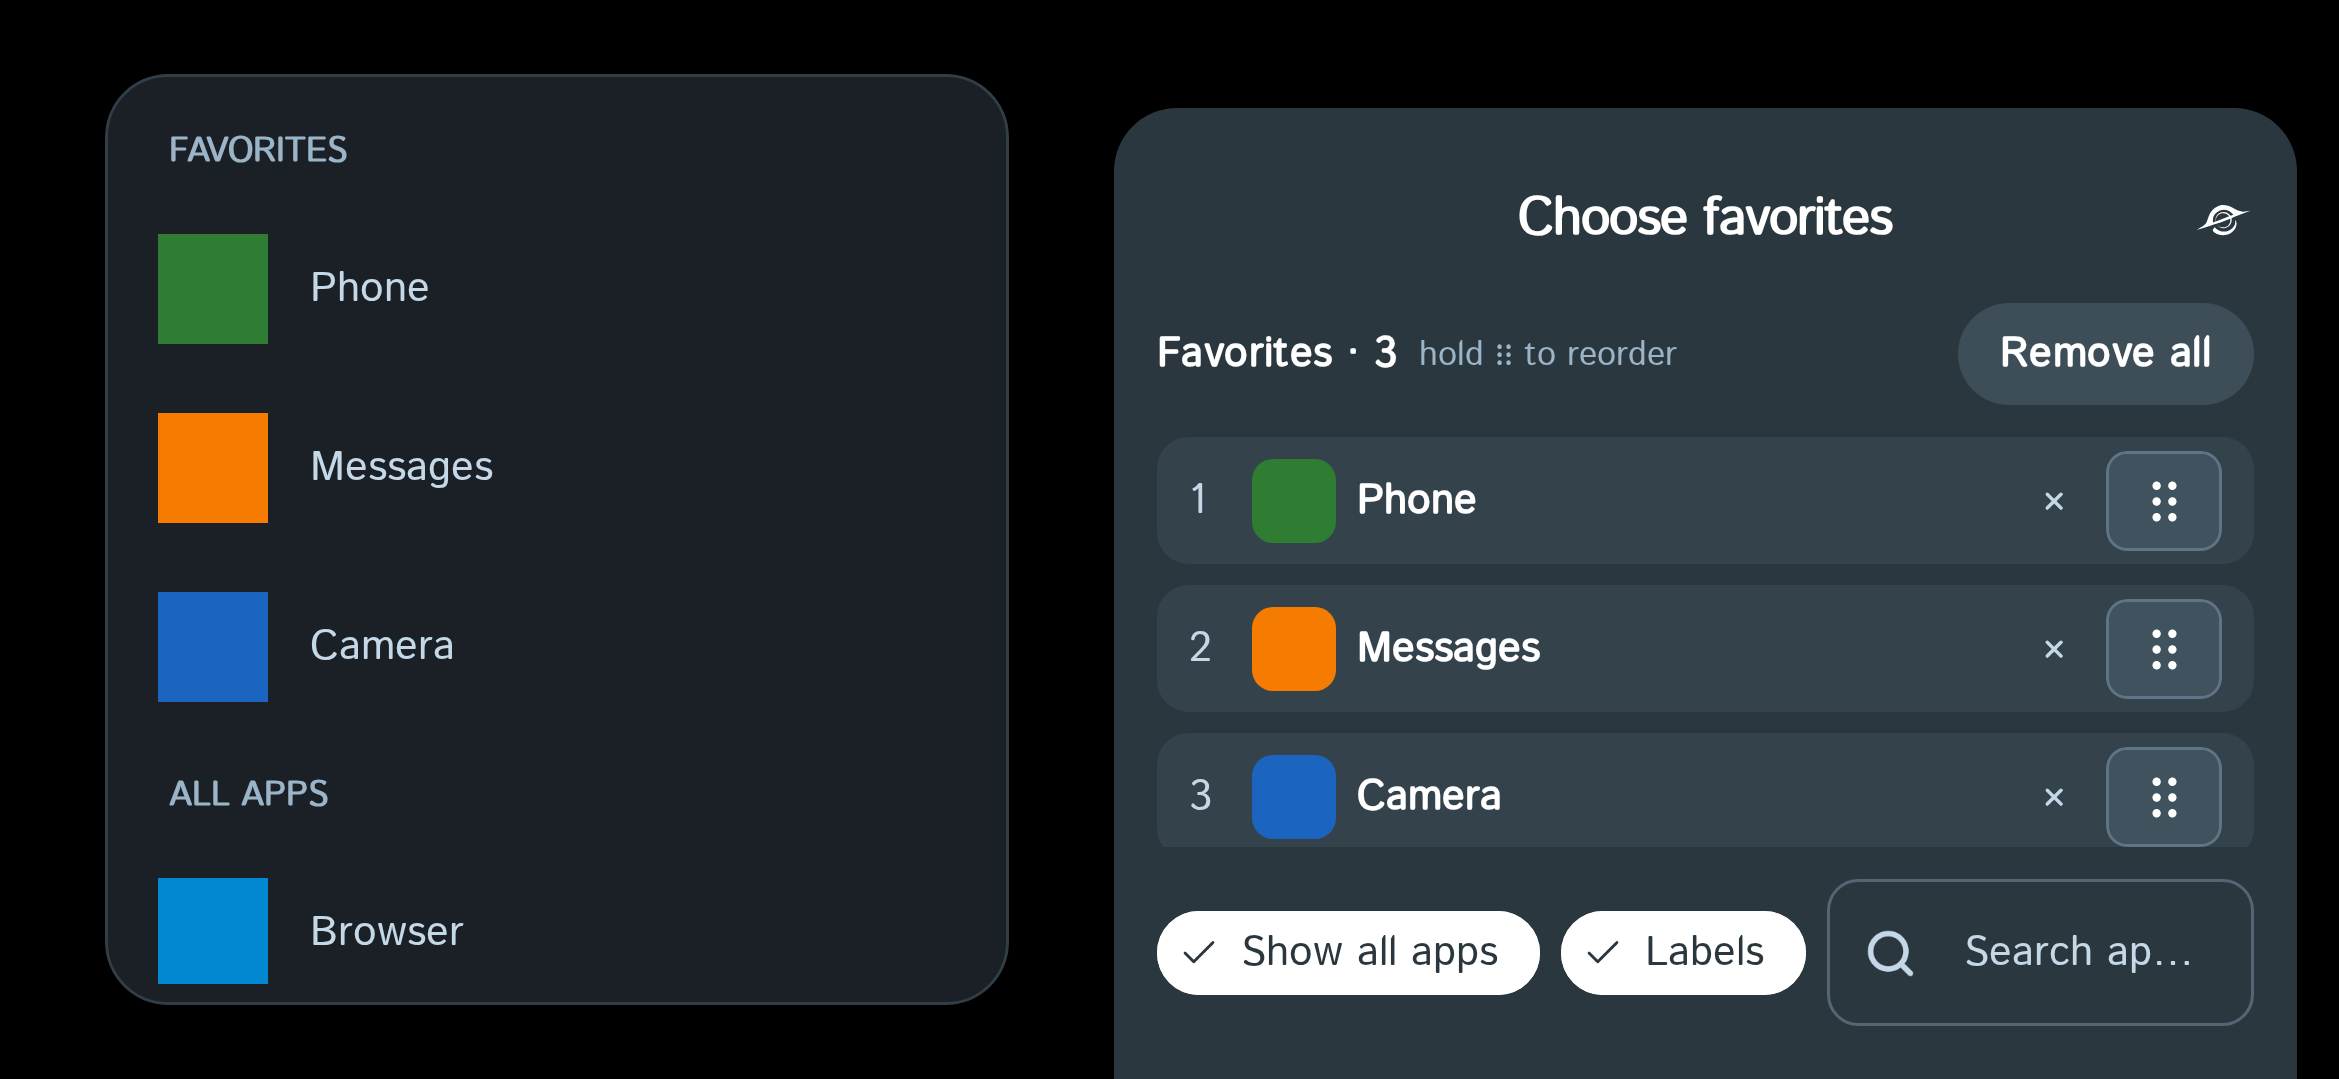 FAVORITES
Phone
Messages
Camera
ALL APPS
Browser
Choose favorites
Favorites · 3 hold ⠿ to reorder
Remove all
1 Phone ×
2 Messages ×
3 Camera ×
Show all apps
Labels
Search ap...